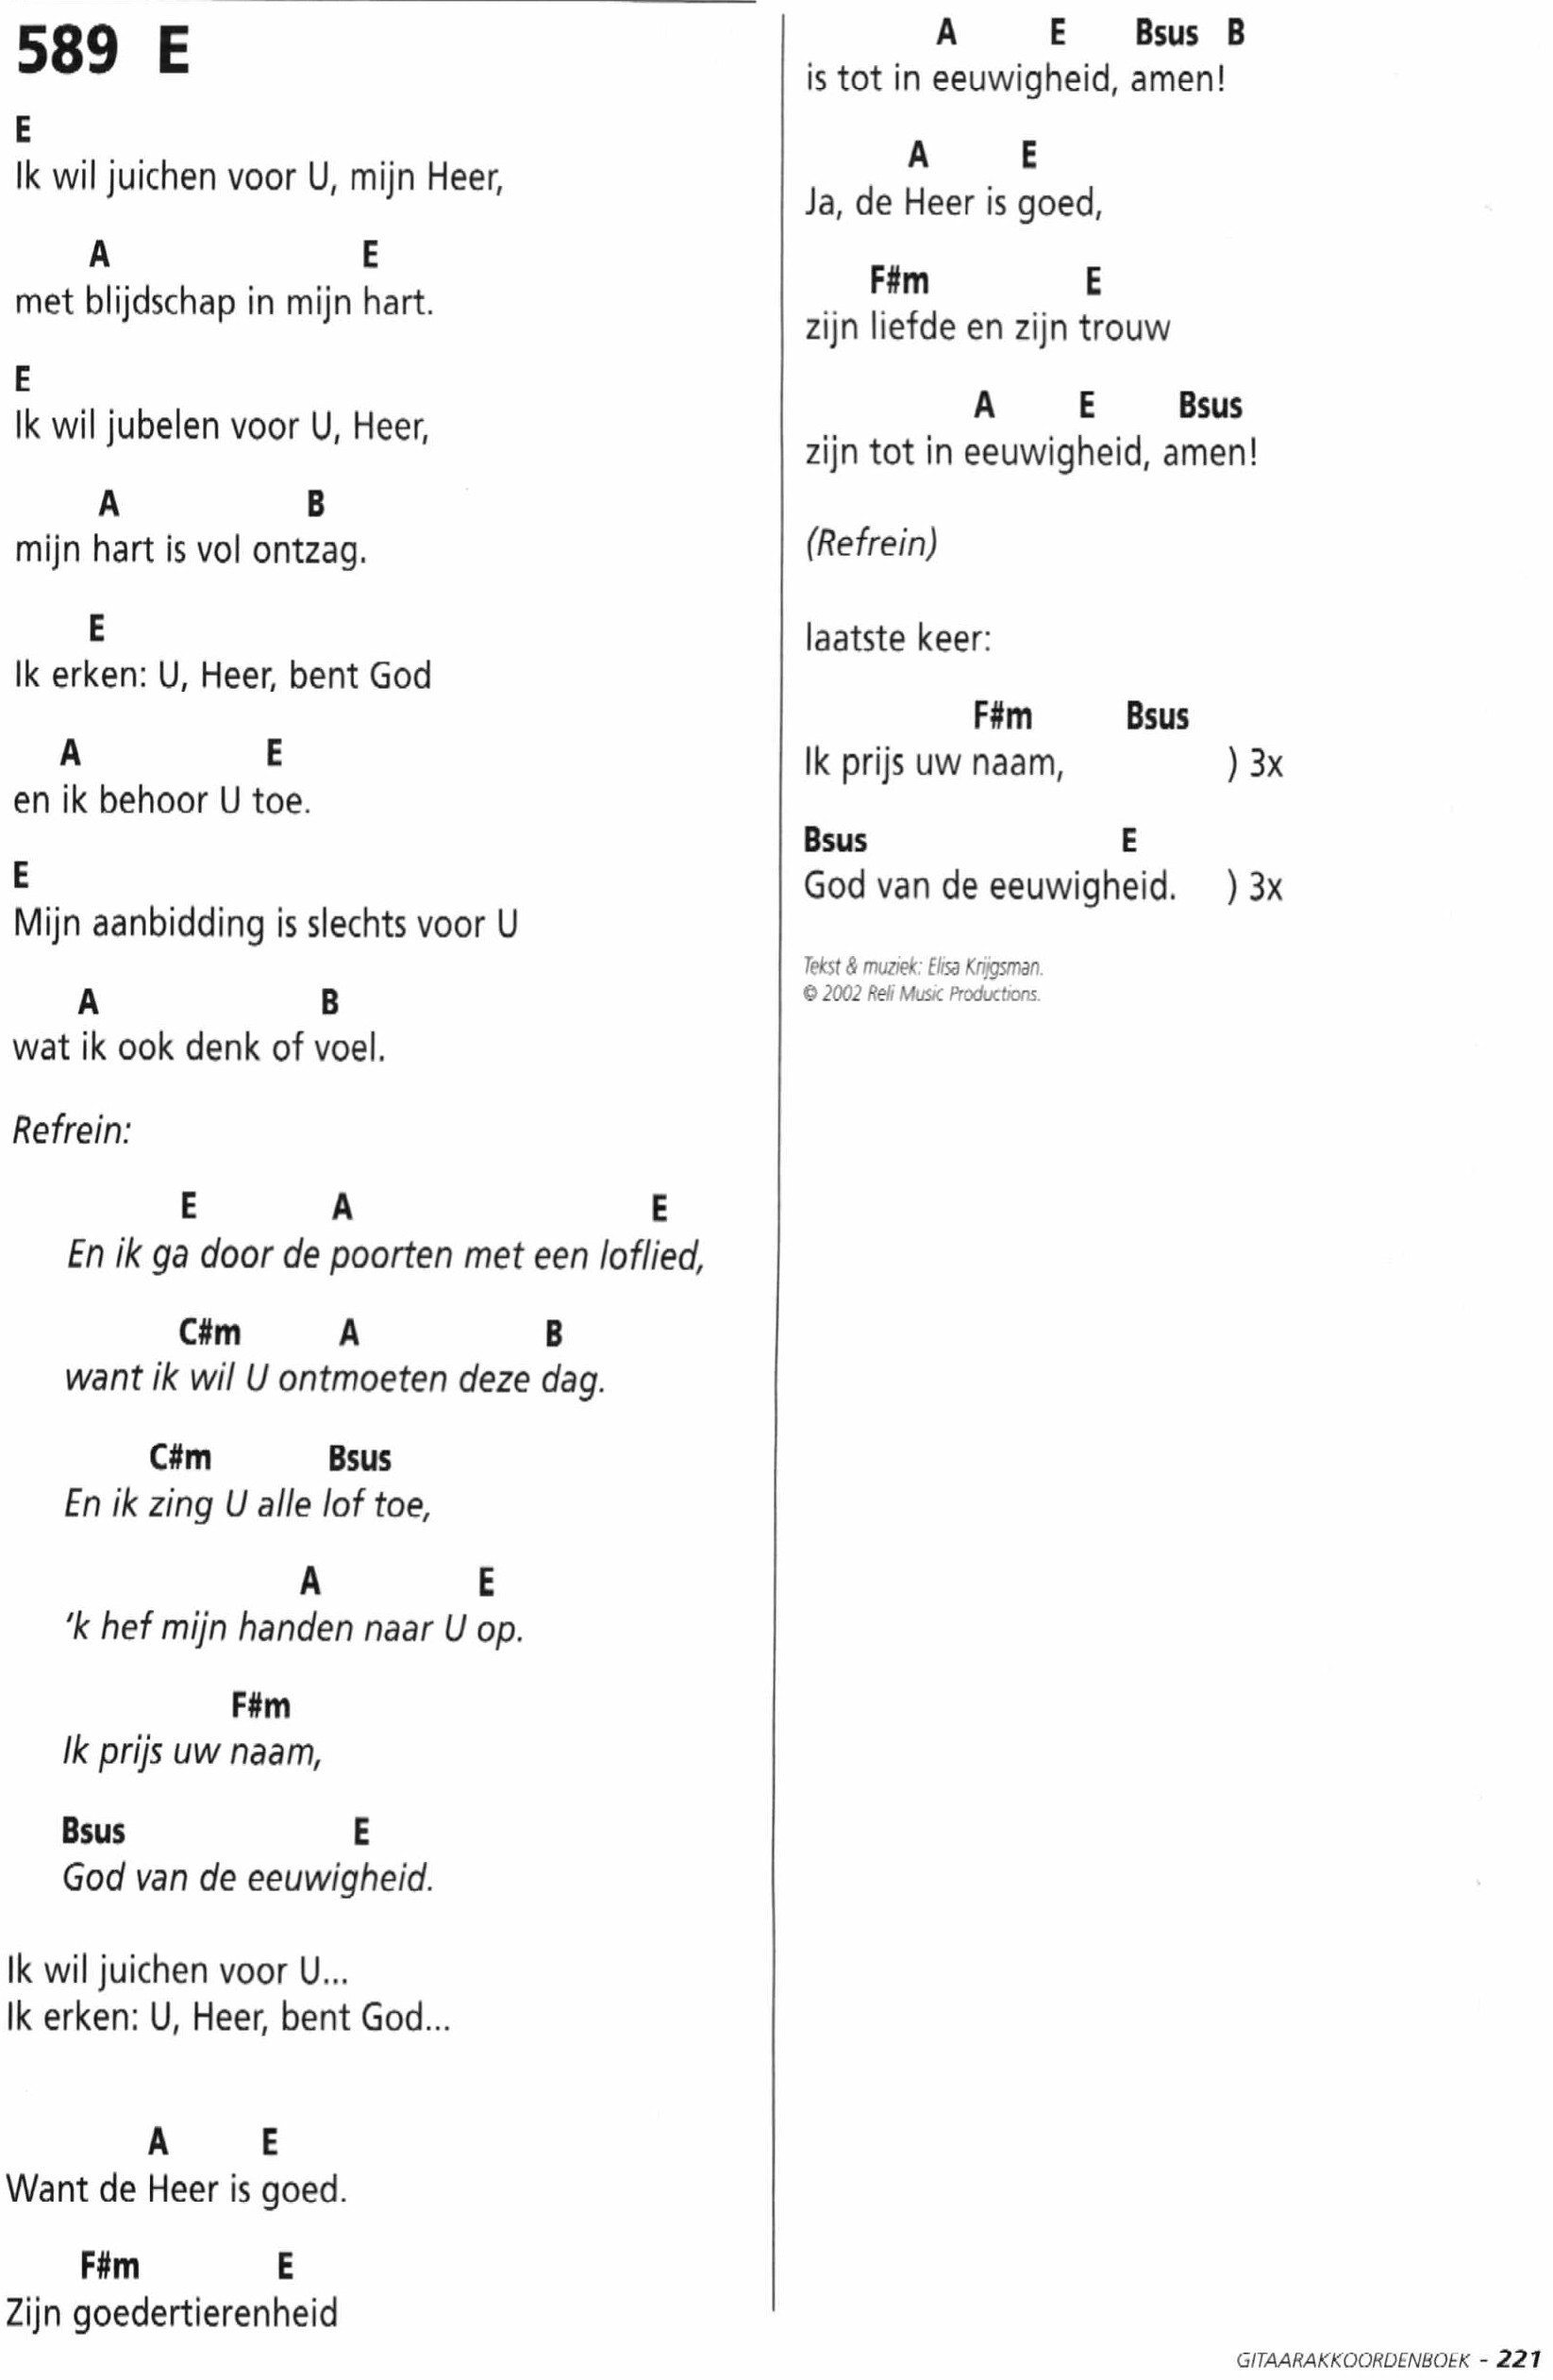 589 E
E
Ik wil juichen voor U, mijn Heer,
A E
met blijdschap in mijn hart.
E
Ik wil jubelen voor U, Heer,
A B
mijn hart is vol ontzag.
E
Ik erken: U, Heer, bent God
A E
en ik behoor U toe.
E
Mijn aanbidding is slechts voor U
A B
wat ik ook denk of voel.
Refrein:
E A E
En ik ga door de poorten met een loflied,
C#m A B
want ik wil U ontmoeten deze dag.
C#m Bsus
En ik zing U alle lof toe,
A E
‘k hef mijn handen naar U op.
F#m
Ik prijs uw naam,
Bsus E
God van de eeuwigheid.
Ik wil juichen voor U...
Ik erken: U, Heer, bent God...
A E
Want de Heer is goed.
F#m E
Zijn goedertierenheid
A E Bsus B
is tot in eeuwigheid, amen!
A E
Ja, de Heer is goed,
F#m E
zijn liefde en zijn trouw
A E Bsus
zijn tot in eeuwigheid, amen!
(Refrein)
laatste keer:
F#m Bsus
Ik prijs uw naam, ) 3x
Bsus E
God van de eeuwigheid. ) 3x
Tekst & muziek: Elisa Krijgsman.
© 2002 Reli Music Productions.
GITAARAKKOORDENBOEK - 221